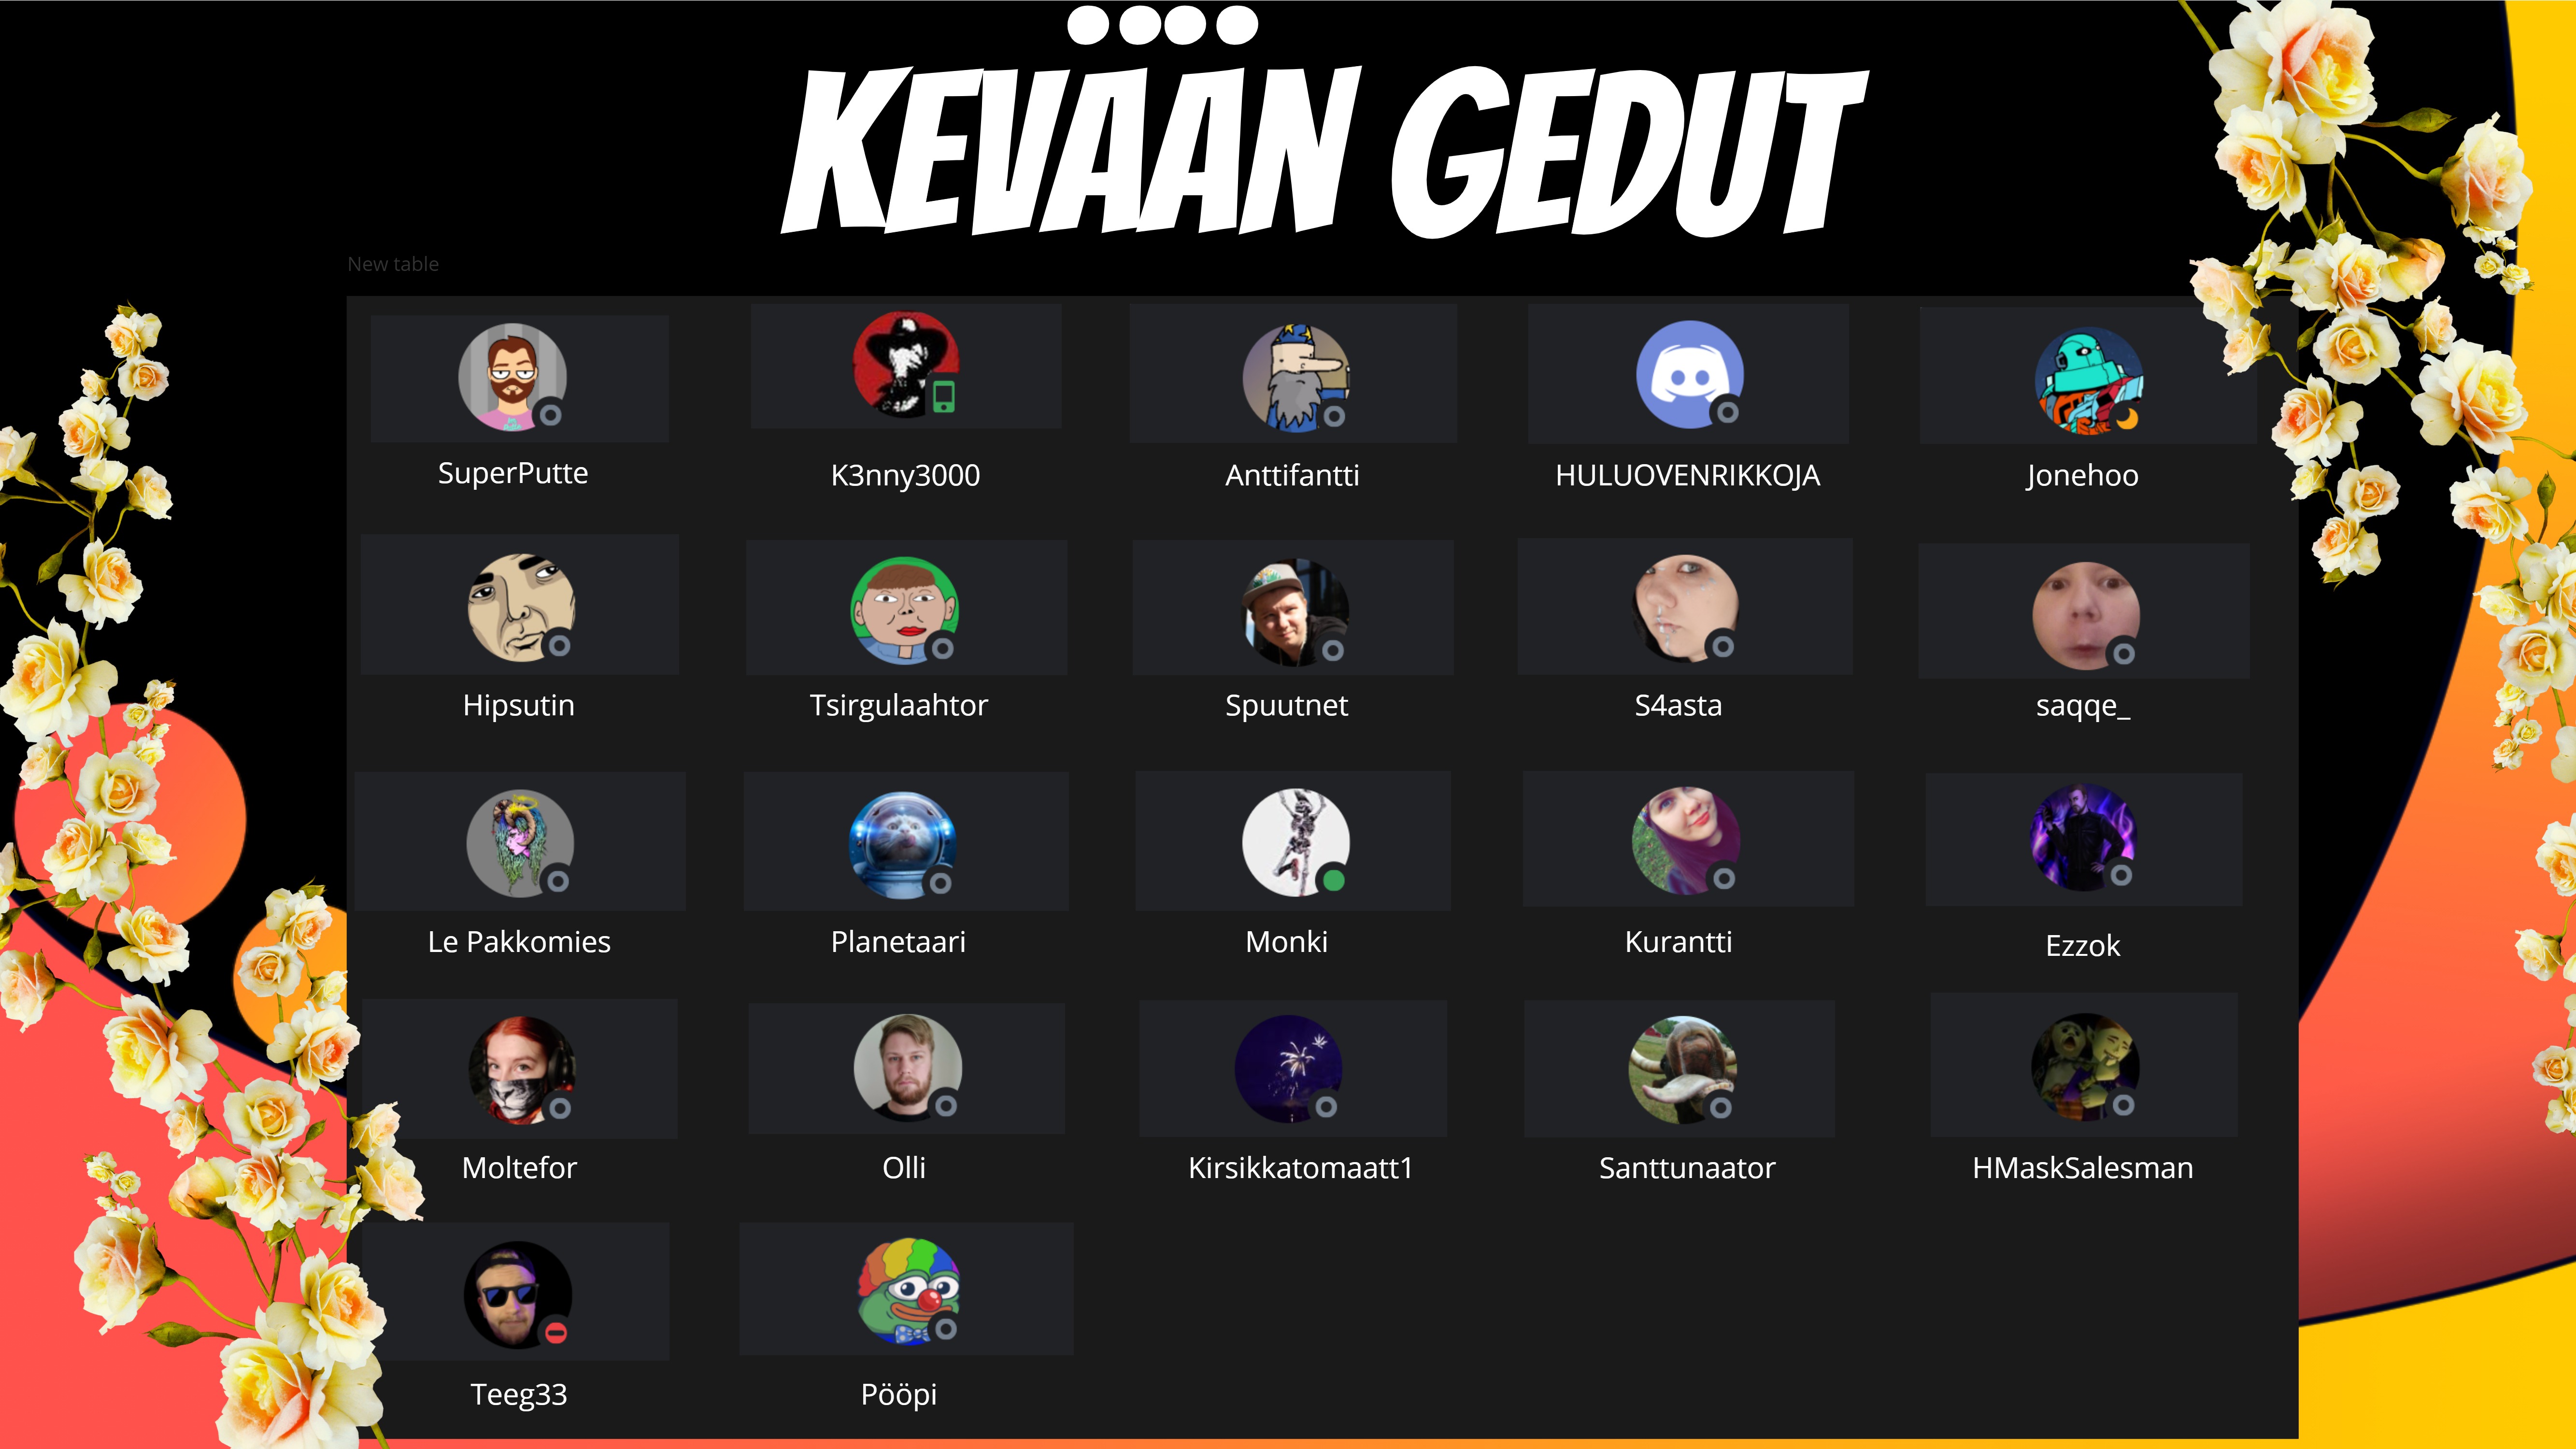 KEVÄÄN GEDUT
New table
SuperPutte K3nny3000 Anttifantti HULUOVENRIKKOJA Jonehoo
Hipsutin Tsirgulaahtor Spuutnet S4asta saqqe_
Le Pakkomies Planetaari Monki Kurantti Ezzok
Moltefor Olli Kirsikkatomaatt1 Santtunaator HMaskSalesman
Teeg33 Pööpi